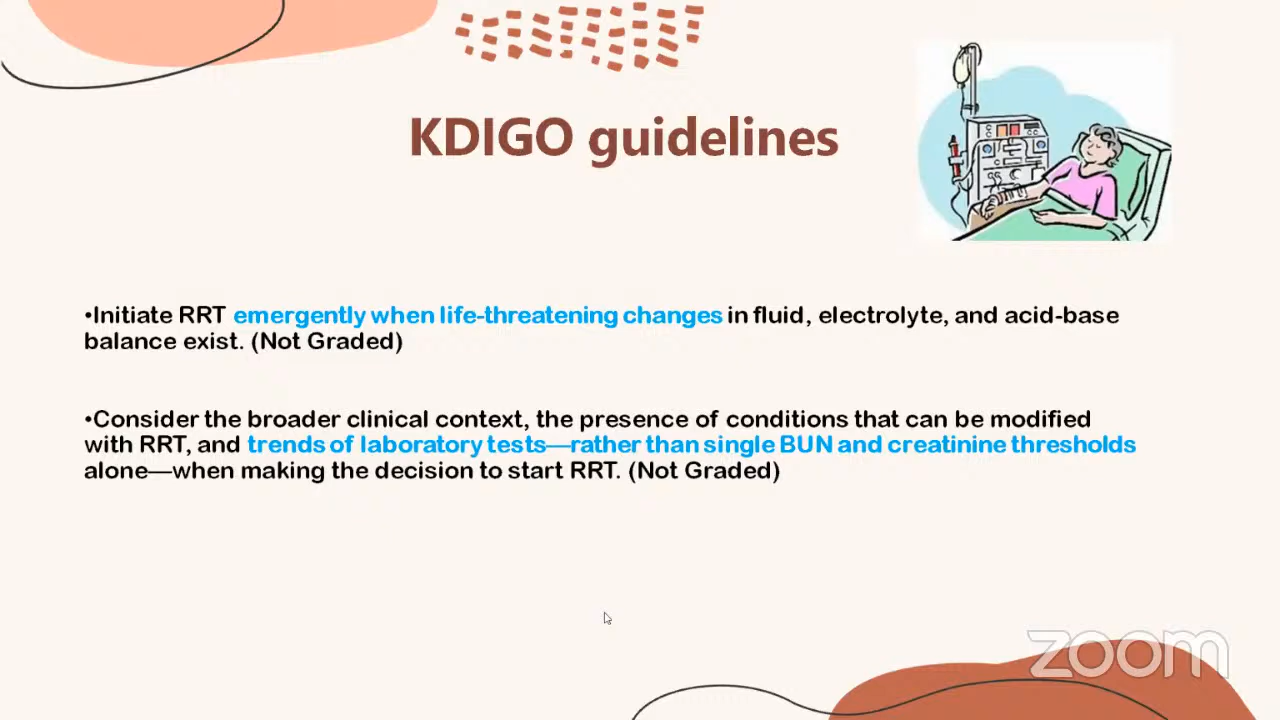 KDIGO guidelines
•Initiate RRT emergently when life-threatening changes in fluid, electrolyte, and acid-base
balance exist. (Not Graded)
•Consider the broader clinical context, the presence of conditions that can be modified
with RRT, and trends of laboratory tests—rather than single BUN and creatinine thresholds
alone—when making the decision to start RRT. (Not Graded)
zoom